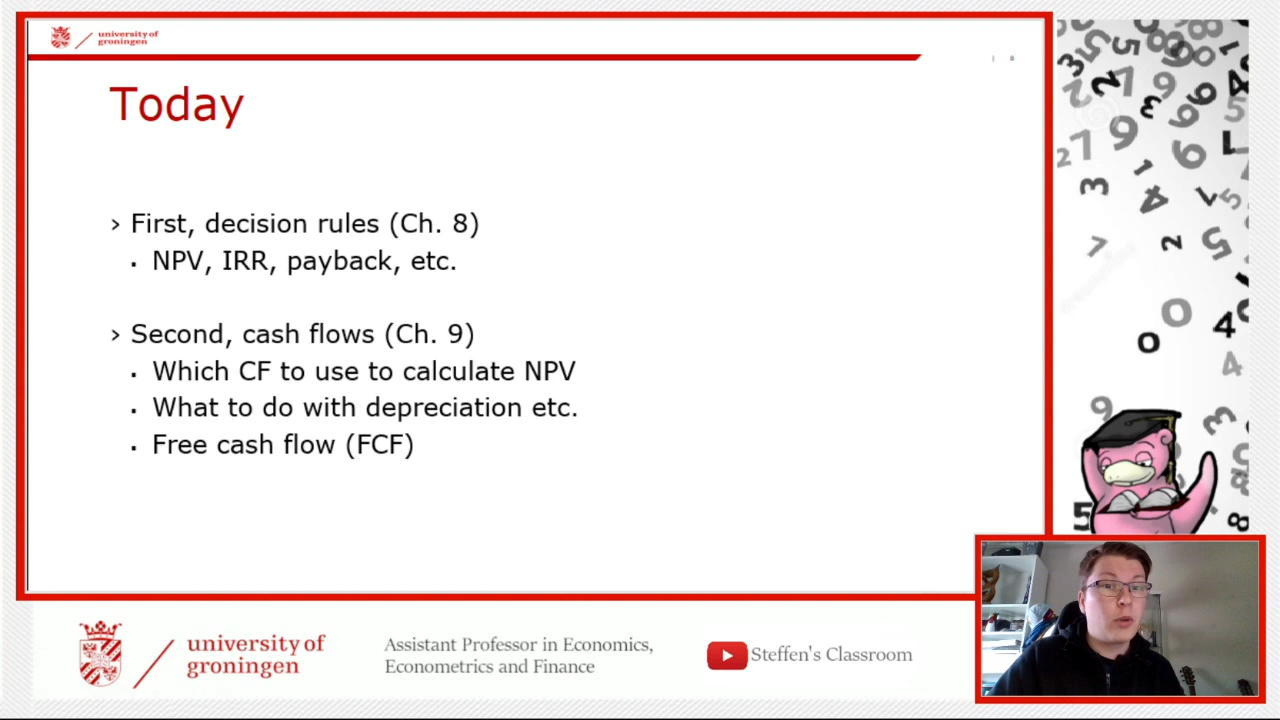 university of
groningen
Today
› First, decision rules (Ch. 8)
▪ NPV, IRR, payback, etc.
› Second, cash flows (Ch. 9)
▪ Which CF to use to calculate NPV
▪ What to do with depreciation etc.
▪ Free cash flow (FCF)
university of
groningen
Assistant Professor in Economics,
Econometrics and Finance
Steffen's Classroom